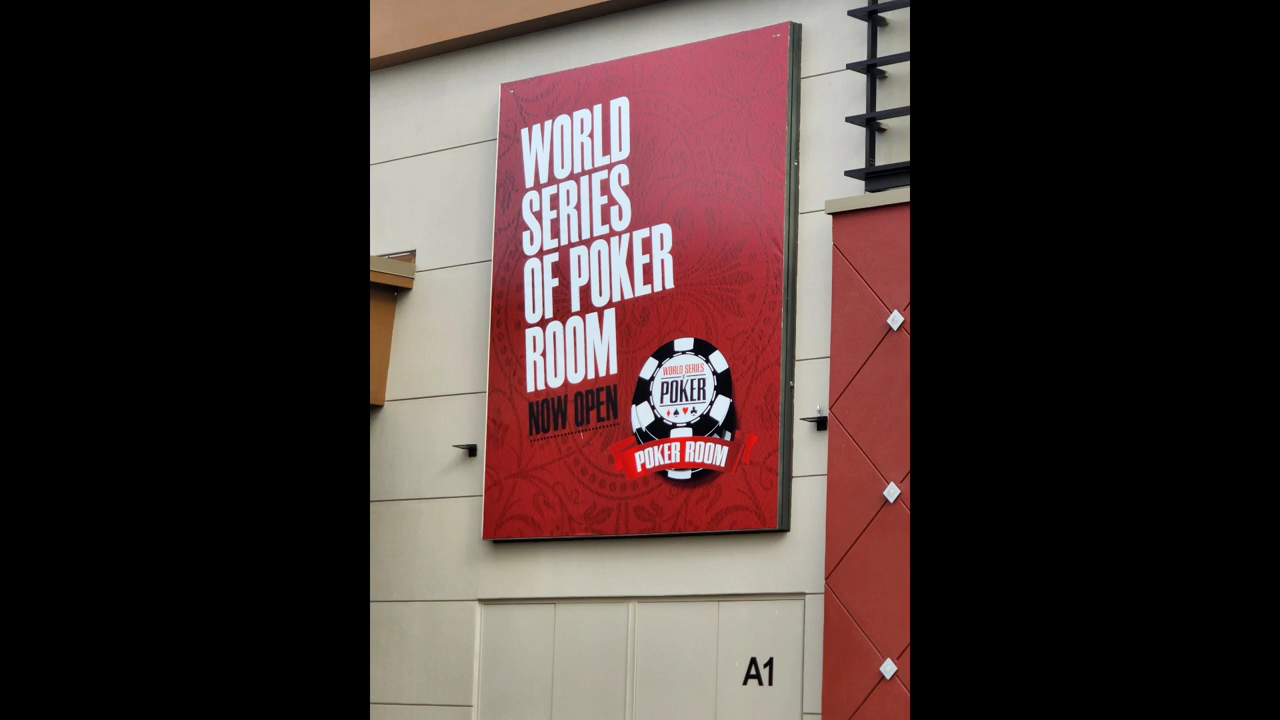 WORLD
SERIES
OF POKER
ROOM
NOW OPEN
WORLD SERIES
of
POKER
POKER ROOM
A1